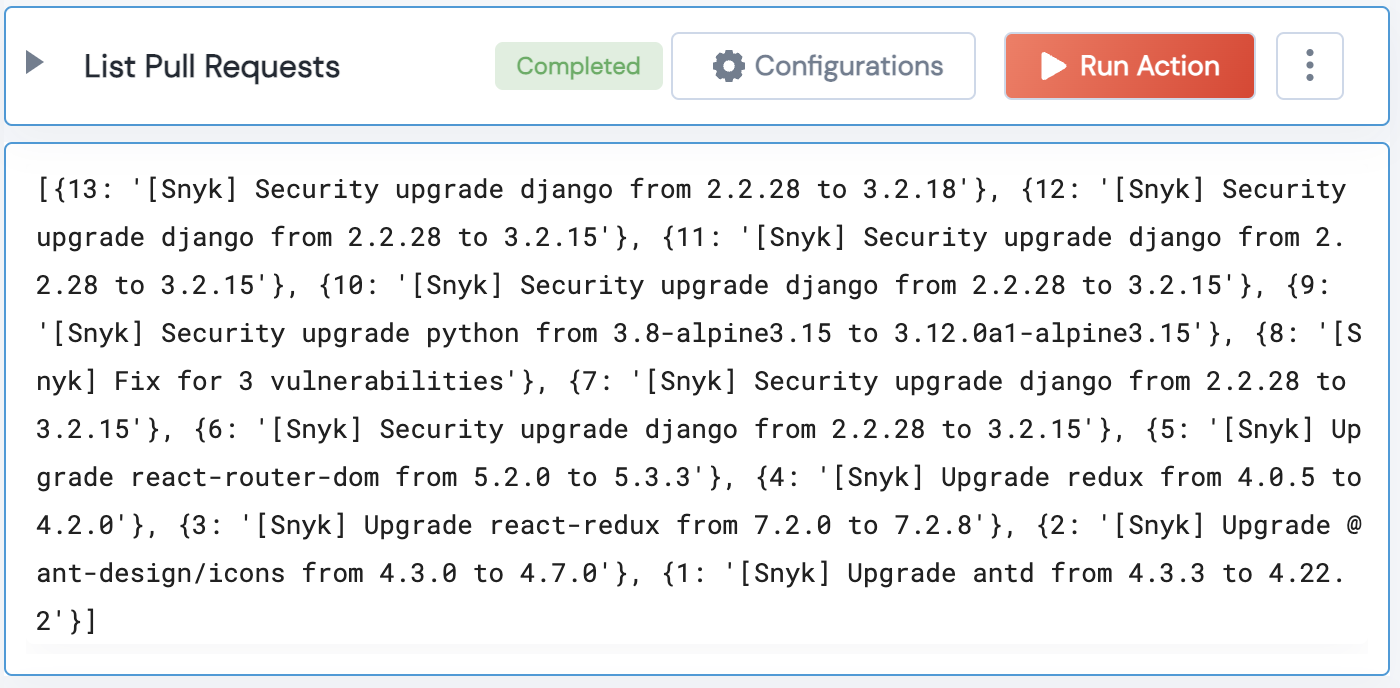 List Pull Requests
Completed
Configurations
Run Action
[{13: '[Snyk] Security upgrade django from 2.2.28 to 3.2.18'}, {12: '[Snyk] Security
upgrade django from 2.2.28 to 3.2.15'}, {11: '[Snyk] Security upgrade django from 2.
2.28 to 3.2.15'}, {10: '[Snyk] Security upgrade django from 2.2.28 to 3.2.15'}, {9:
'[Snyk] Security upgrade python from 3.8-alpine3.15 to 3.12.0a1-alpine3.15'}, {8: '[S
nyk] Fix for 3 vulnerabilities'}, {7: '[Snyk] Security upgrade django from 2.2.28 to
3.2.15'}, {6: '[Snyk] Security upgrade django from 2.2.28 to 3.2.15'}, {5: '[Snyk] Up
grade react-router-dom from 5.2.0 to 5.3.3'}, {4: '[Snyk] Upgrade redux from 4.0.5 to
4.2.0'}, {3: '[Snyk] Upgrade react-redux from 7.2.0 to 7.2.8'}, {2: '[Snyk] Upgrade @
ant-design/icons from 4.3.0 to 4.7.0'}, {1: '[Snyk] Upgrade antd from 4.3.3 to 4.22.
2'}]